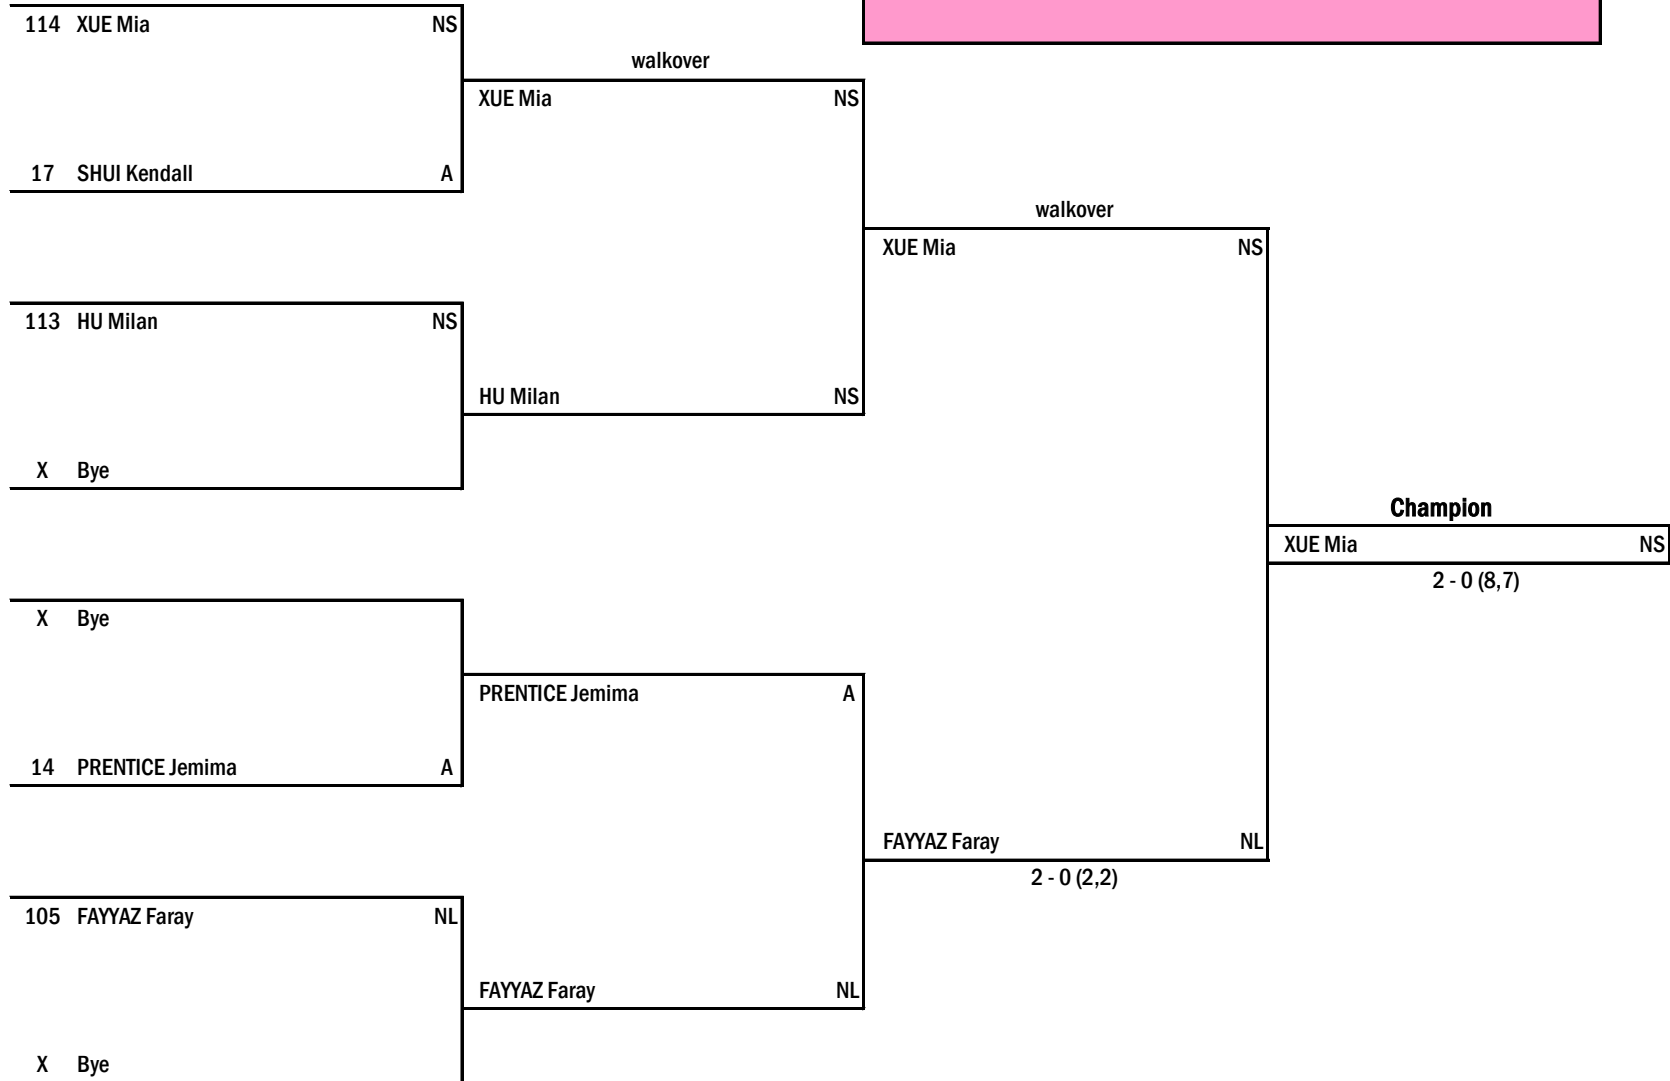 114 XUE Mia NS
walkover
XUE Mia NS
17 SHUI Kendall A
walkover
XUE Mia NS
113 HU Milan NS
HU Milan NS
X Bye
Champion
XUE Mia NS
2 - 0 (8,7)
X Bye
PRENTICE Jemima A
14 PRENTICE Jemima A
FAYYAZ Faray NL
2 - 0 (2,2)
105 FAYYAZ Faray NL
FAYYAZ Faray NL
X Bye